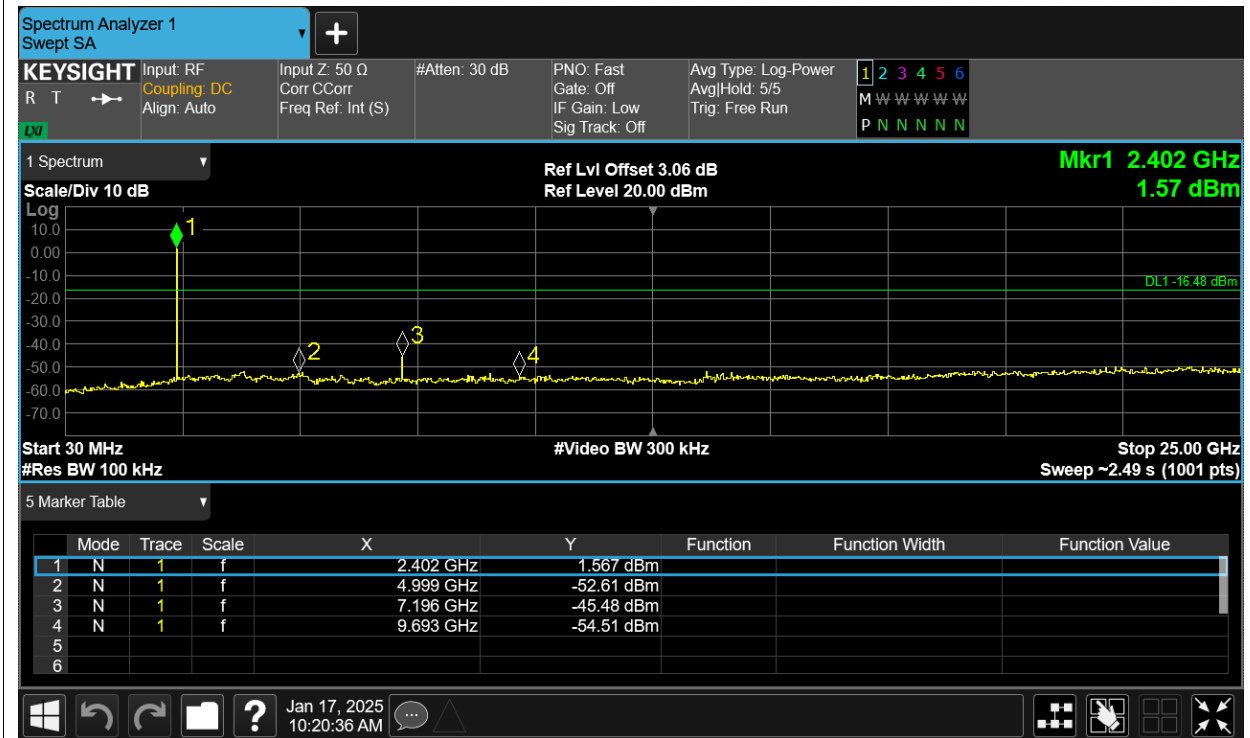 Spectrum Analyzer 1
Swept SA
KEYSIGHT
R T
LXI
Input: RF
Coupling: DC
Align: Auto
Input Z: 50 Ω
Corr CCorr
Freq Ref: Int (S)
#Atten: 30 dB
PNO: Fast
Gate: Off
IF Gain: Low
Sig Track: Off
Avg Type: Log-Power
Avg|Hold: 5/5
Trig: Free Run
1 2 3 4 5 6
M W W W W W
P N N N N N
1 Spectrum
Scale/Div 10 dB
Ref Lvl Offset 3.06 dB
Ref Level 20.00 dBm
Mkr1 2.402 GHz
1.57 dBm
Log
10.0
0.00
-10.0
-20.0
-30.0
-40.0
-50.0
-60.0
-70.0
1
2
3
4
DL1 -16.48 dBm
Start 30 MHz
#Video BW 300 kHz
Stop 25.00 GHz
#Res BW 100 kHz
Sweep ~2.49 s (1001 pts)
5 Marker Table
Mode Trace Scale X Y Function Function Width Function Value
1 N 1 f 2.402 GHz 1.567 dBm
2 N 1 f 4.999 GHz -52.61 dBm
3 N 1 f 7.196 GHz -45.48 dBm
4 N 1 f 9.693 GHz -54.51 dBm
5
6
?
Jan 17, 2025
10:20:36 AM